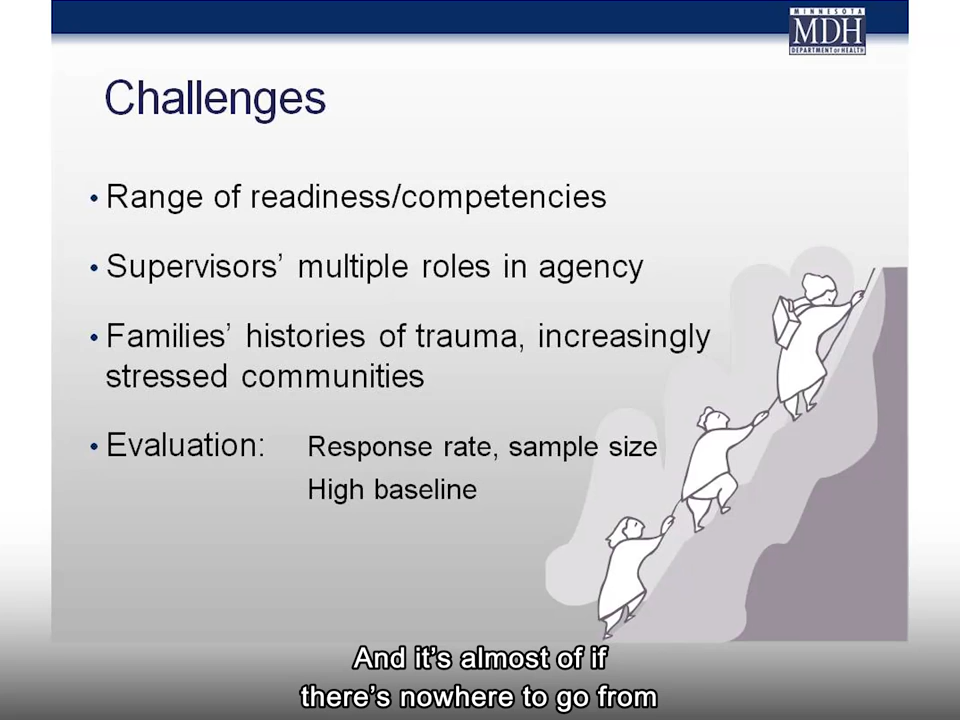 MINNESOTA
MDH
DEPARTMENT OF HEALTH
Challenges
• Range of readiness/competencies
• Supervisors’ multiple roles in agency
• Families’ histories of trauma, increasingly
stressed communities
• Evaluation: Response rate, sample size
High baseline
And it’s almost of if
there’s nowhere to go from